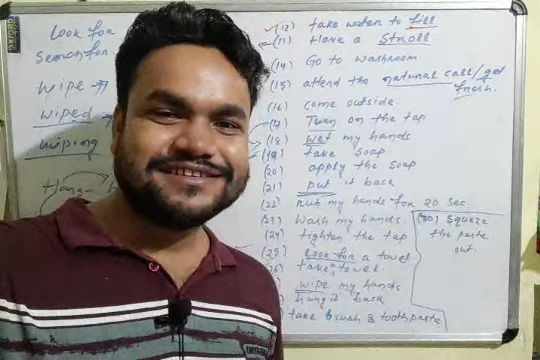 Look for
Search for
wipe →
wiped →
wiping
Hang
(12) take water to fill
(11) Have a Stroll
(14) Go to washroom
(15) attend the natural call/get
fresh.
(16) come outside
(17) Turn on the tap
(18) wet my hands
(19) take soap
(20) apply the soap
(21) put it back
(22) rub my hands for 20 sec.
(23) wash my hands
(24) tighten the tap
(25) look for a towel
(26) take a towel.
wipe my hands
hang it back
take brush & toothpaste
(30) Squeze
the paste
out